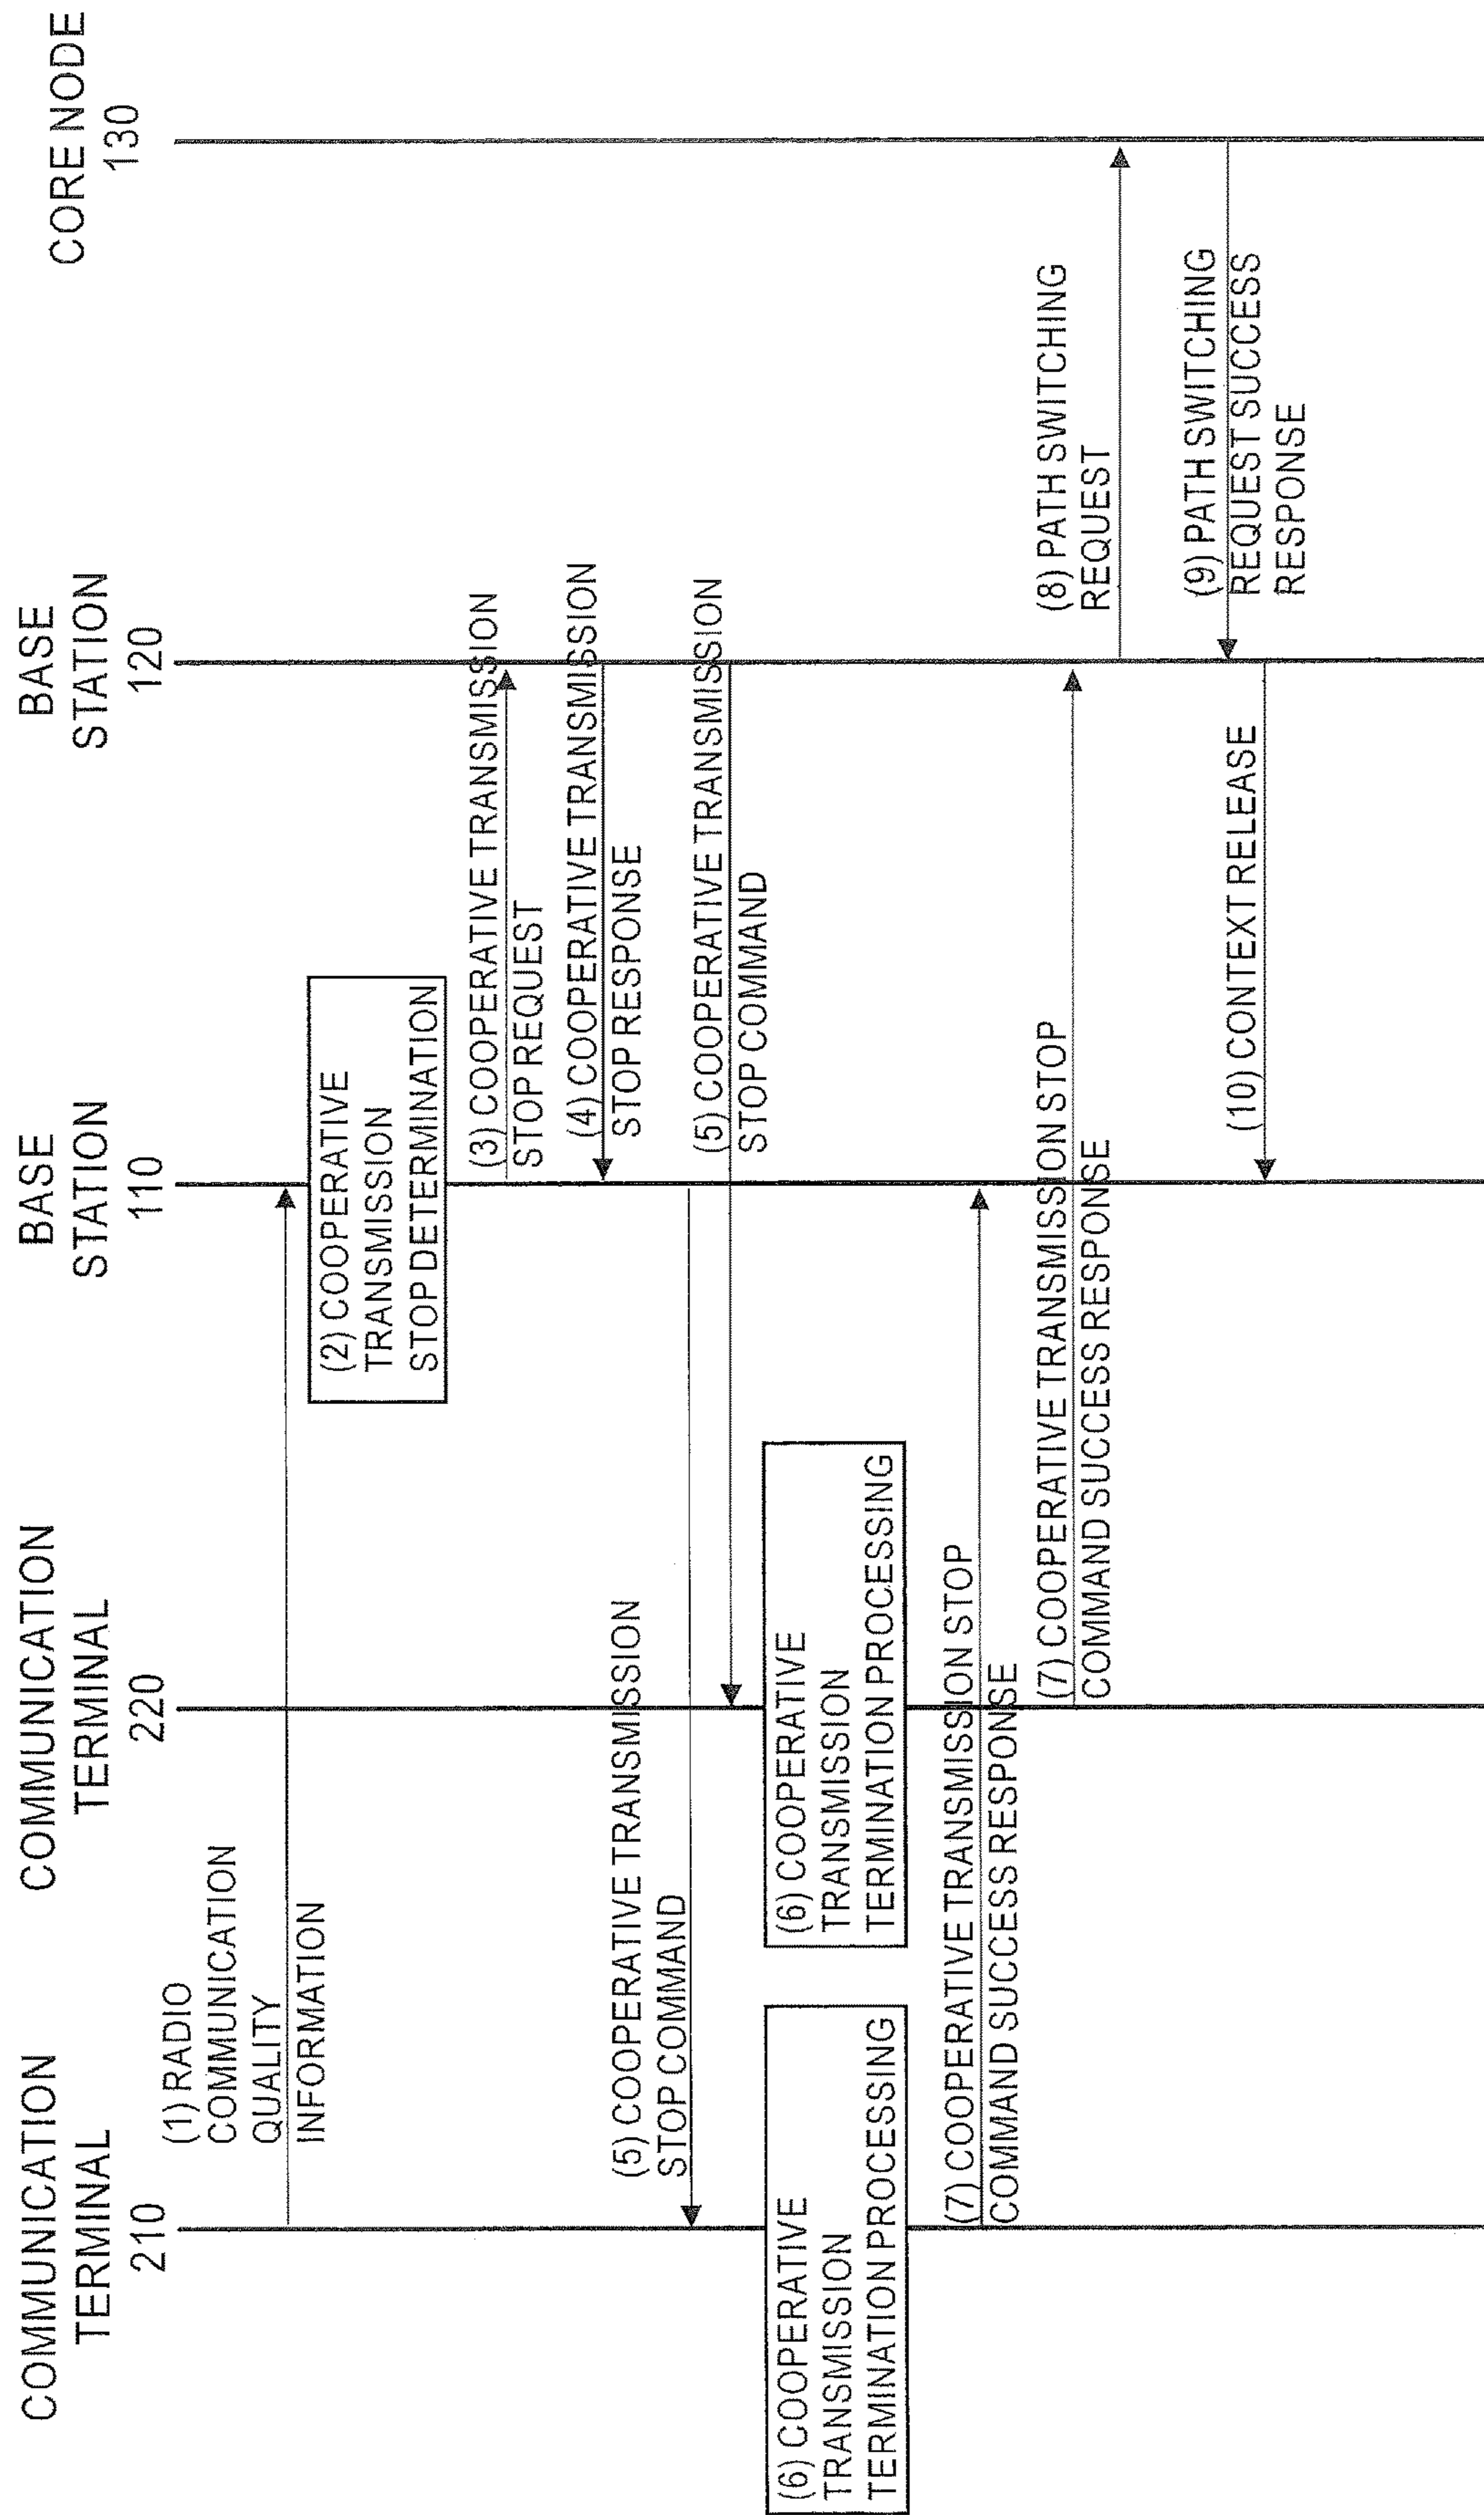 COMMUNICATION
TERMINAL
210
COMMUNICATION
TERMINAL
220
BASE
STATION
110
BASE
STATION
120
CORE NODE
130
(1) RADIO
COMMUNICATION
QUALITY
INFORMATION
(2) COOPERATIVE
TRANSMISSION
STOP DETERMINATION
(3) COOPERATIVE TRANSMISSION
STOP REQUEST
(4) COOPERATIVE TRANSMISSION
STOP RESPONSE
(5) COOPERATIVE TRANSMISSION
STOP COMMAND
(5) COOPERATIVE TRANSMISSION
STOP COMMAND
(6) COOPERATIVE
TRANSMISSION
TERMINATION PROCESSING
(6) COOPERATIVE
TRANSMISSION
TERMINATION PROCESSING
(7) COOPERATIVE TRANSMISSION STOP
COMMAND SUCCESS RESPONSE
(7) COOPERATIVE TRANSMISSION STOP
COMMAND SUCCESS RESPONSE
(8) PATH SWITCHING
REQUEST
(9) PATH SWITCHING
REQUEST SUCCESS
RESPONSE
(10) CONTEXT RELEASE